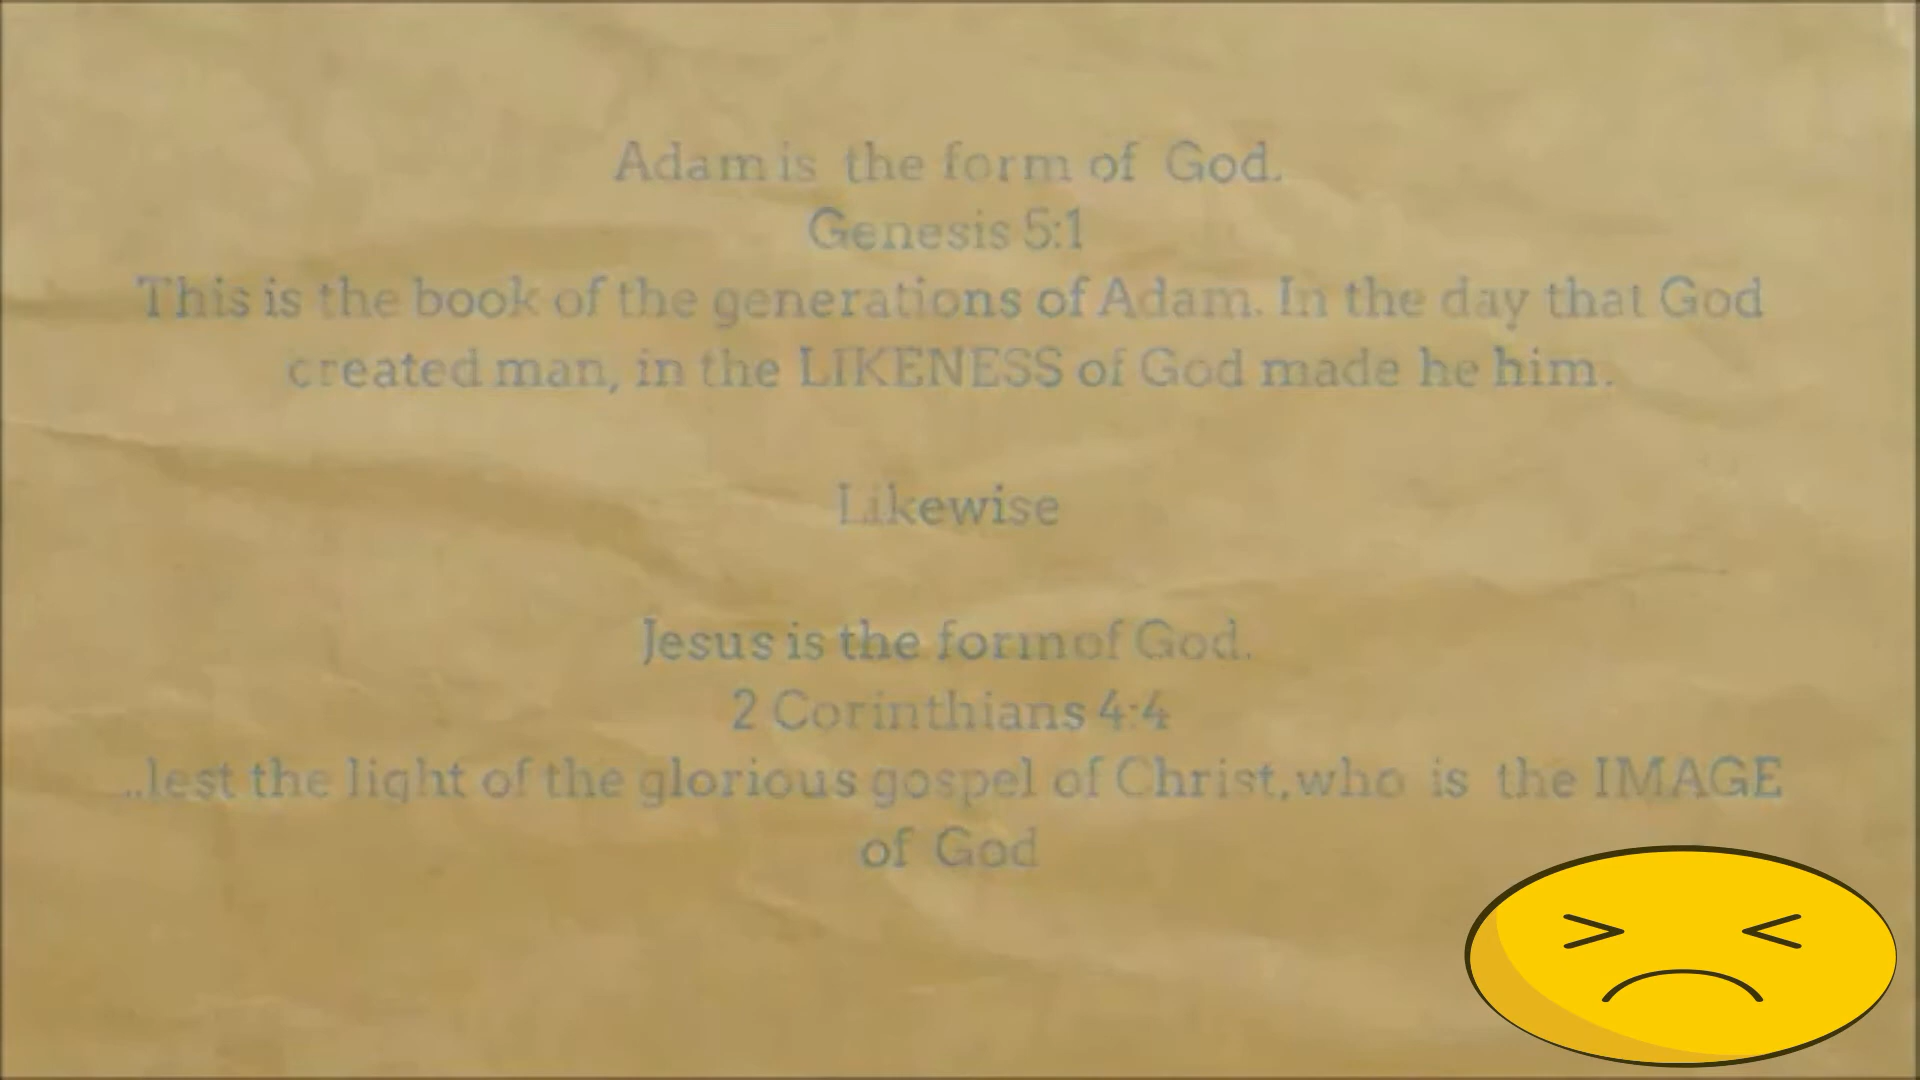 Adam is the form of God.
Genesis 5:1
This is the book of the generations of Adam. In the day that God
created man, in the LIKENESS of God made he him.
Likewise
Jesus is the form of God.
2 Corinthians 4:4
..lest the light of the glorious gospel of Christ,who is the IMAGE
of God